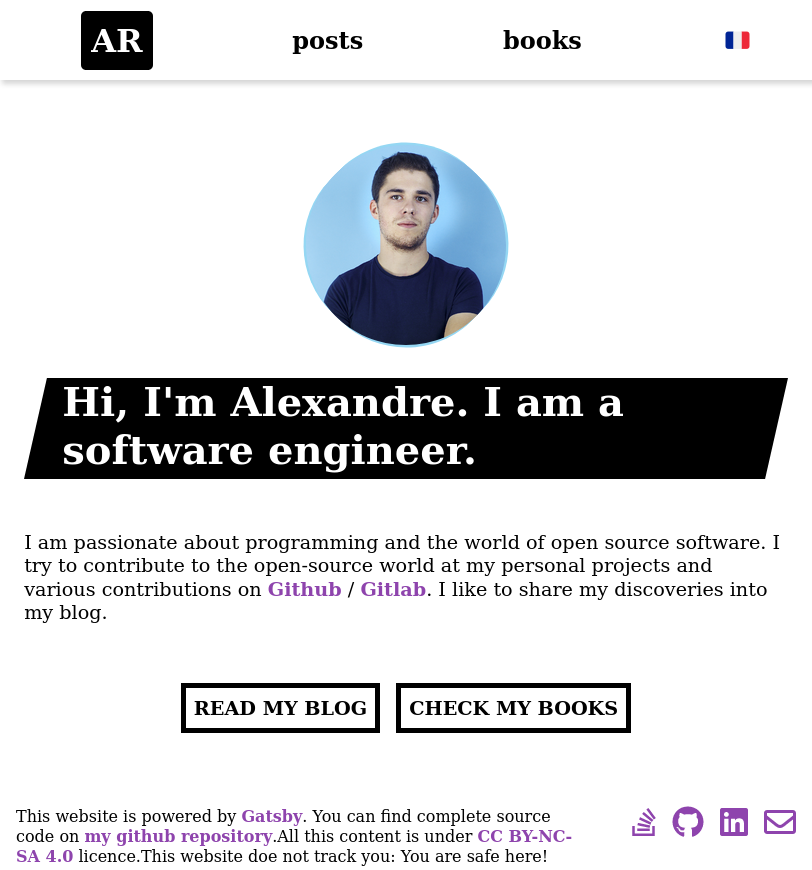 AR
posts
books
Hi, I'm Alexandre. I am a
software engineer.
I am passionate about programming and the world of open source software. I
try to contribute to the open-source world at my personal projects and
various contributions on Github / Gitlab. I like to share my discoveries into
my blog.
READ MY BLOG
CHECK MY BOOKS
This website is powered by Gatsby. You can find complete source
code on my github repository.All this content is under CC BY-NC-
SA 4.0 licence.This website doe not track you: You are safe here!
in